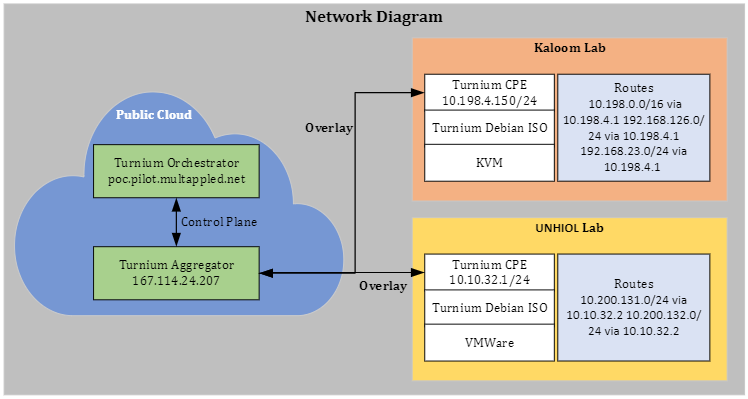 Network Diagram
Public Cloud
Turnium Orchestrator
poc.pilot.multappled.net
Control Plane
Turnium Aggregator
167.114.24.207
Overlay
Overlay
Kaloom Lab
Turnium CPE
10.198.4.150/24
Turnium Debian ISO
KVM
Routes
10.198.0.0/16 via
10.198.4.1 192.168.126.0/
24 via 10.198.4.1
192.168.23.0/24 via
10.198.4.1
UNHIOL Lab
Turnium CPE
10.10.32.1/24
Turnium Debian ISO
VMWare
Routes
10.200.131.0/24 via
10.10.32.2 10.200.132.0/
24 via 10.10.32.2